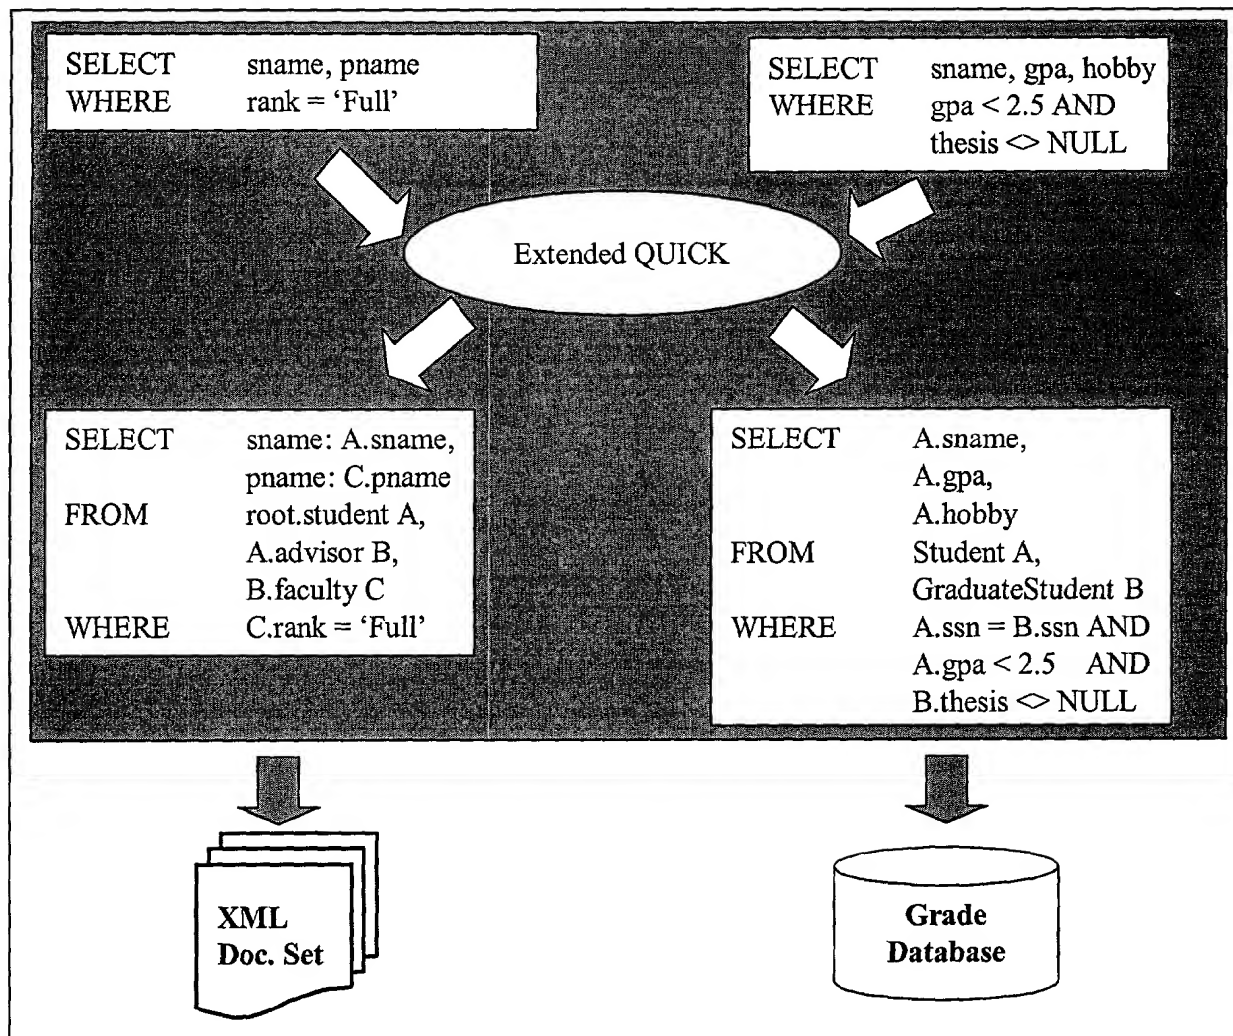 SELECT sname, pname
WHERE rank = ‘Full’
SELECT sname, gpa, hobby
WHERE gpa < 2.5 AND
thesis <> NULL
Extended QUICK
SELECT sname: A.sname,
pname: C.pname
FROM root.student A,
A.advisor B,
B.faculty C
WHERE C.rank = ‘Full’
SELECT A.sname,
A.gpa,
A.hobby
FROM Student A,
GraduateStudent B
WHERE A.ssn = B.ssn AND
A.gpa < 2.5 AND
B.thesis <> NULL
XML
Doc. Set
Grade
Database